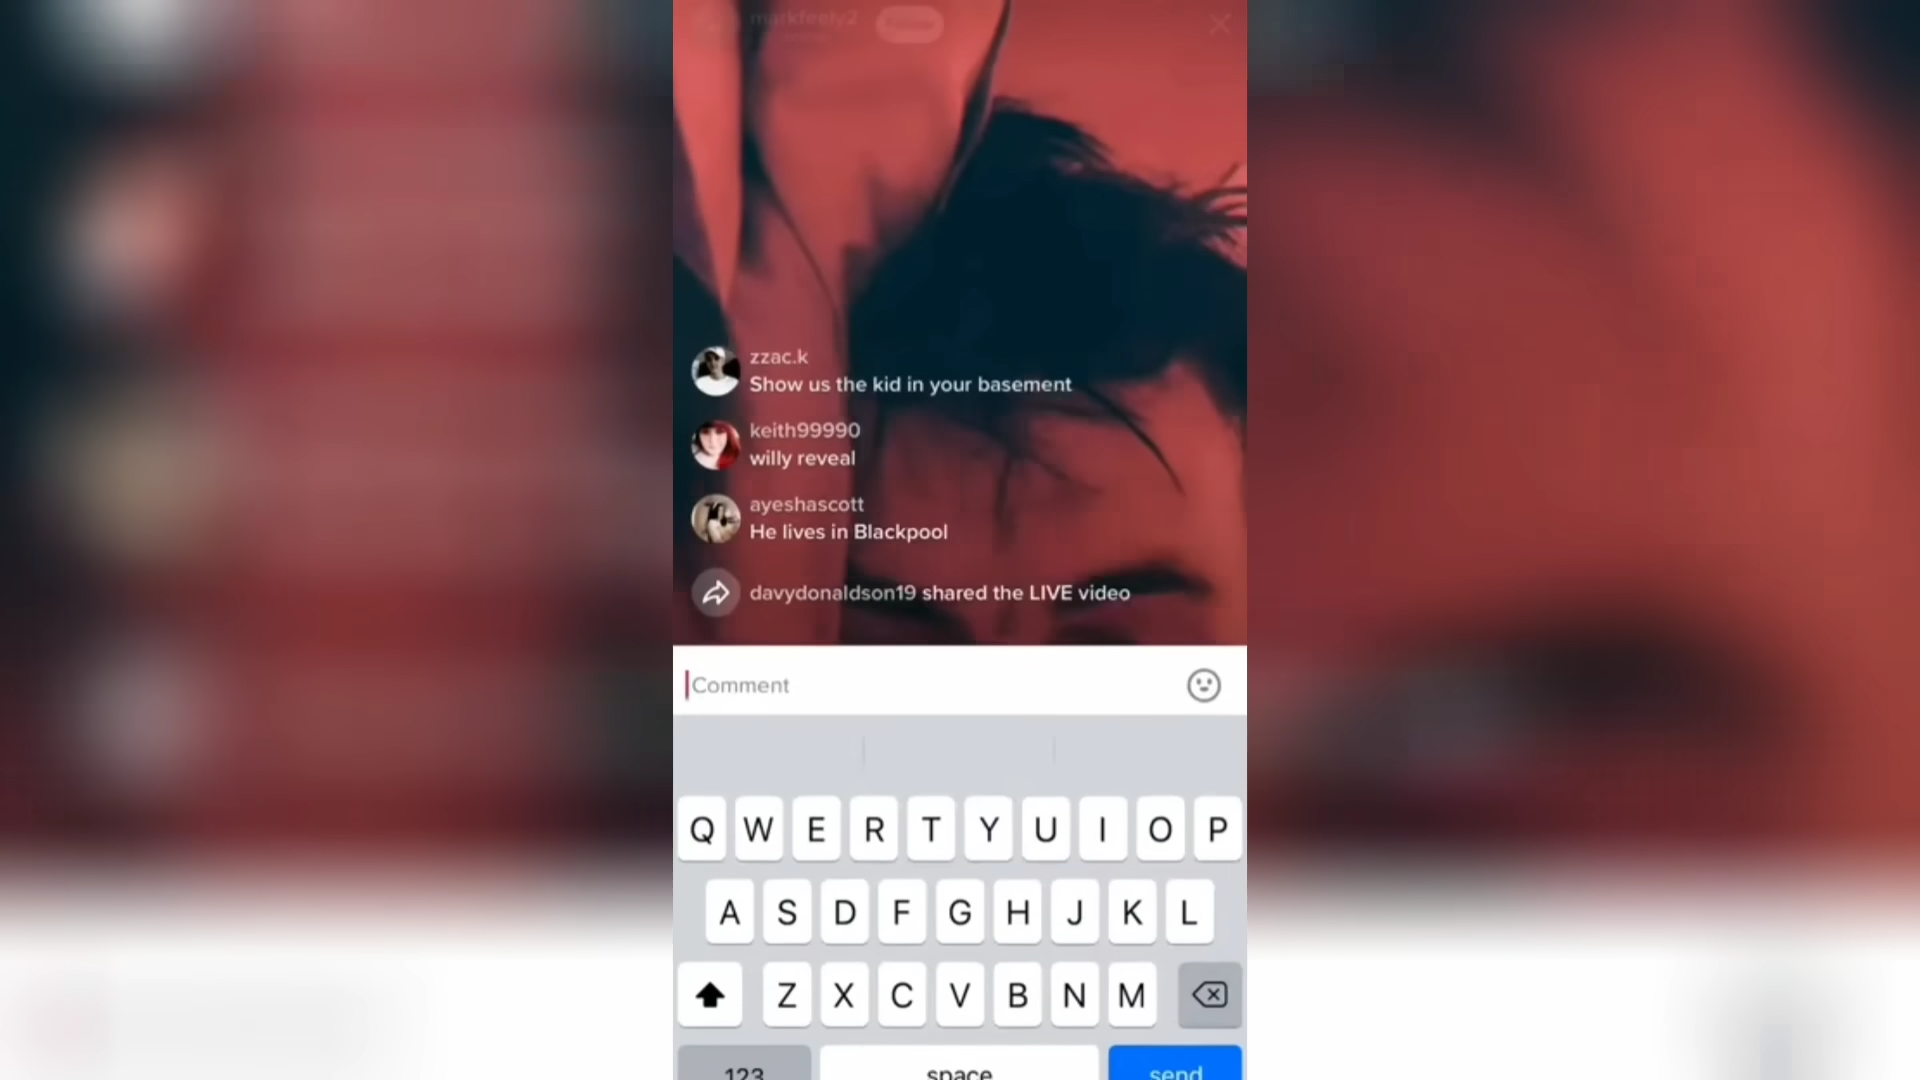 markfeely2
zzac.k
Show us the kid in your basement
keith99990
willy reveal
ayeshascott
He lives in Blackpool
davydonaldson19 shared the LIVE video
Comment
Q W E R T Y U I O P
A S D F G H J K L
Z X C V B N M
123 space send